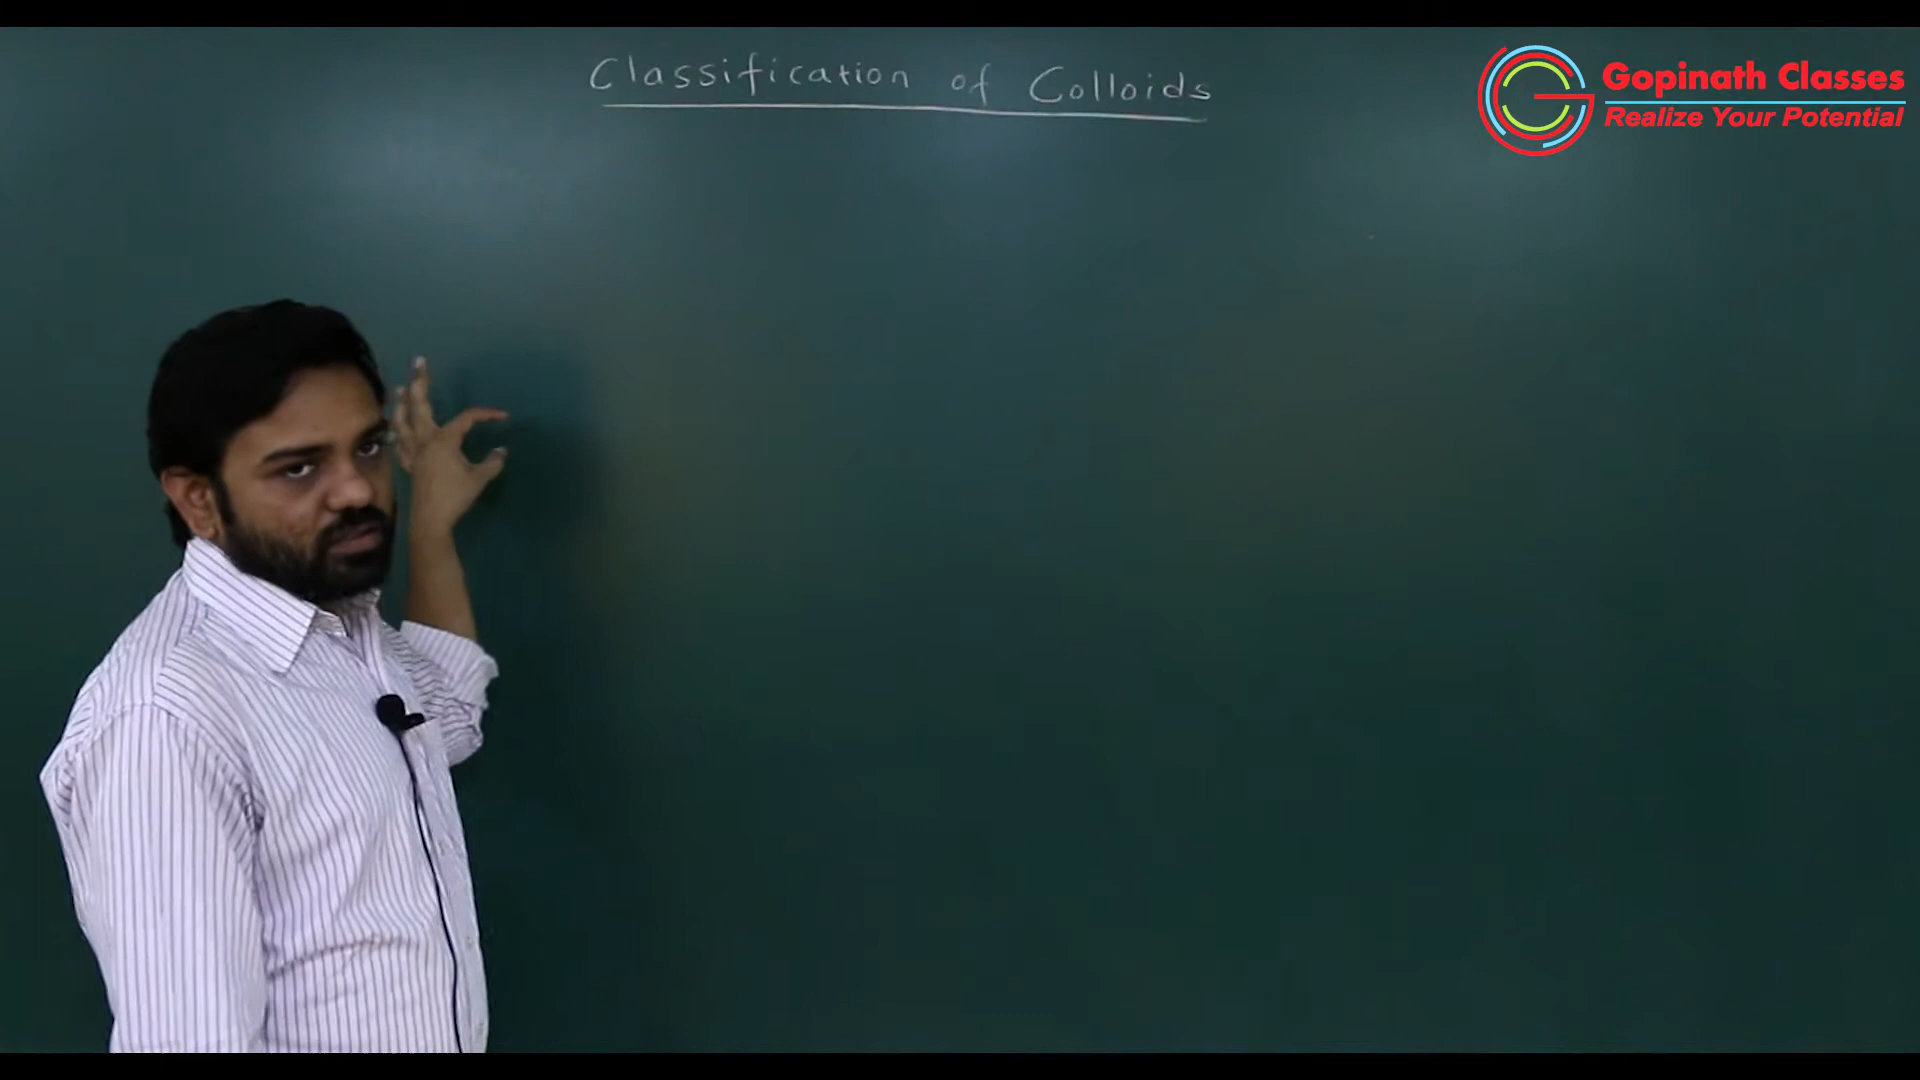 Classification of Colloids
Gopinath Classes
Realize Your Potential